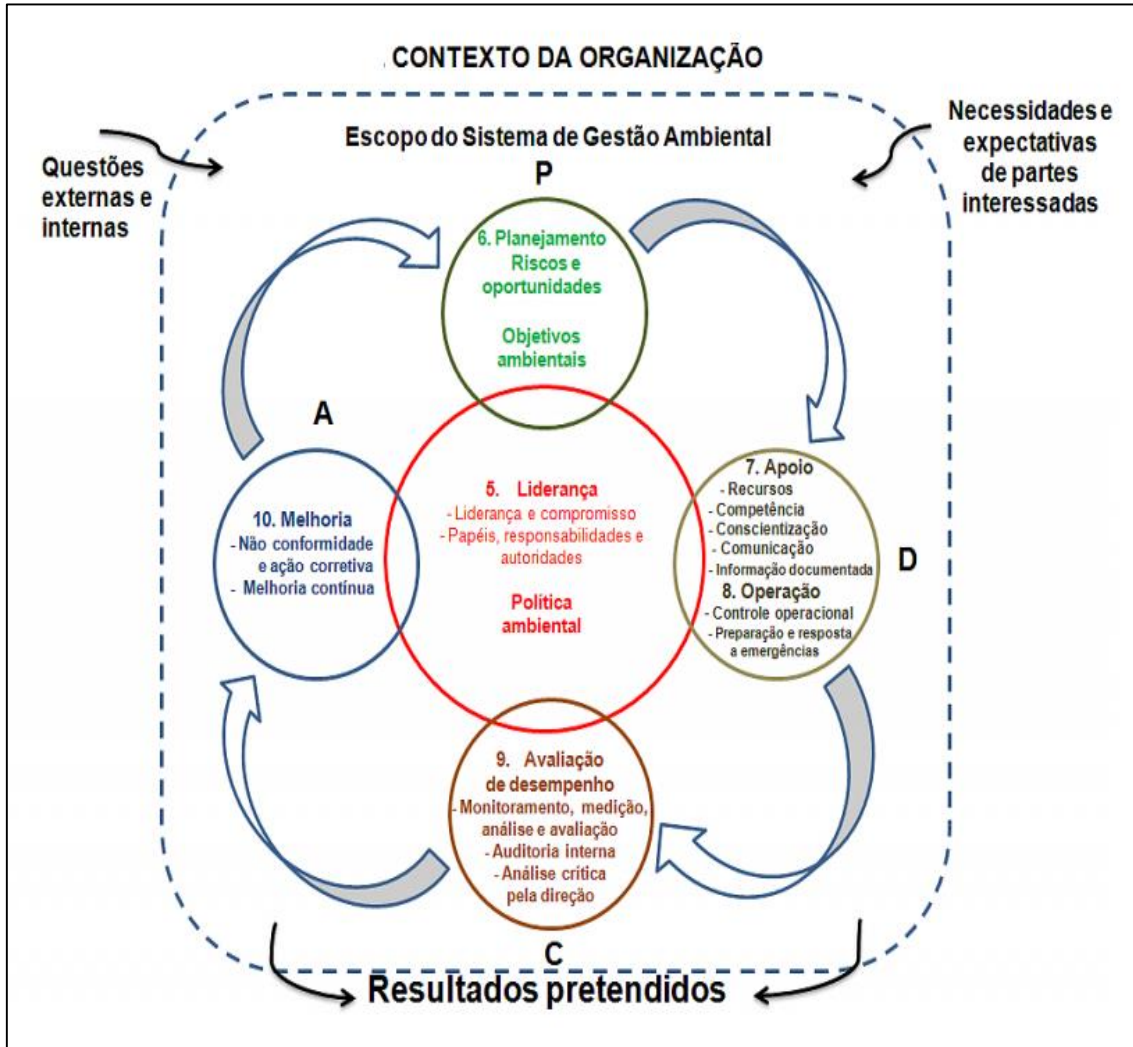 . CONTEXTO DA ORGANIZAÇÃO
Questões
externas e
internas
Escopo do Sistema de Gestão Ambiental
Necessidades e
expectativas
de partes
interessadas
P
6. Planejamento
Riscos e
oportunidades
Objetivos
ambientais
A
10. Melhoria
- Não conformidade
e ação corretiva
- Melhoria contínua
5. Liderança
- Liderança e compromisso
- Papéis, responsabilidades e
autoridades
Política
ambiental
7. Apoio
- Recursos
- Competência
- Conscientização
- Comunicação
- Informação documentada
8. Operação
- Controle operacional
- Preparação e resposta
a emergências
D
9. Avaliação
de desempenho
- Monitoramento, medição,
análise e avaliação
- Auditoria interna
- Análise critica
pela direção
C
Resultados pretendidos